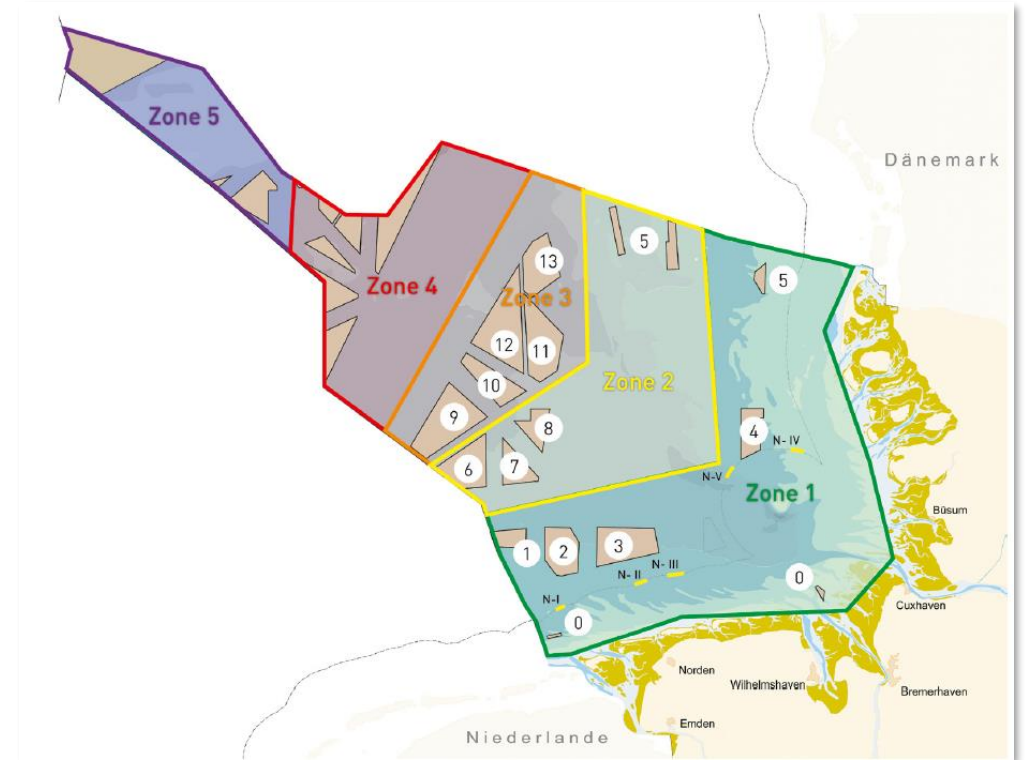 Zone 5
Dänemark
5
5
13
Zone 4
Zone 3
12
11
10
Zone 2
9
8
4
N- IV
6
7
N-V
Zone 1
Büsum
1
2
3
N- III
N- II
0
N-I
Cuxhaven
0
Norden
Wilhelmshaven
Bremerhaven
Emden
Niederlande